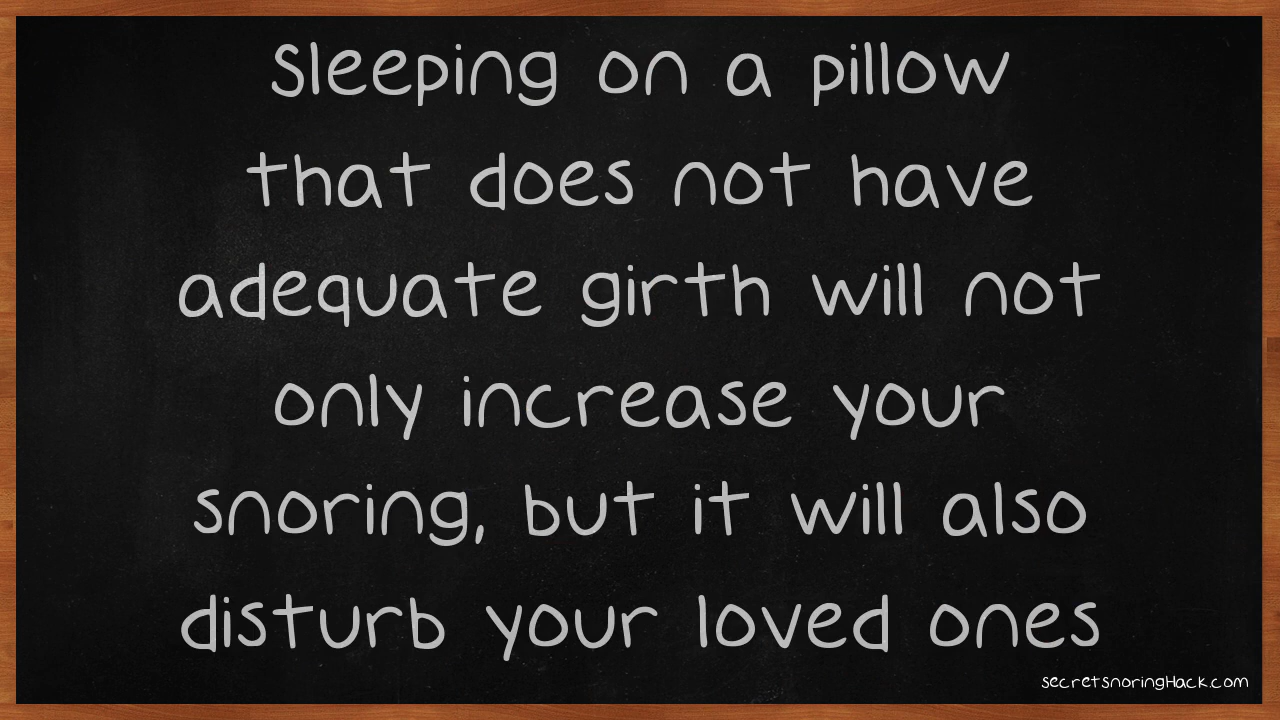 Sleeping on a pillow
that does not have
adequate girth will not
only increase your
snoring, but it will also
disturb your loved ones
secretsnoringHack.com